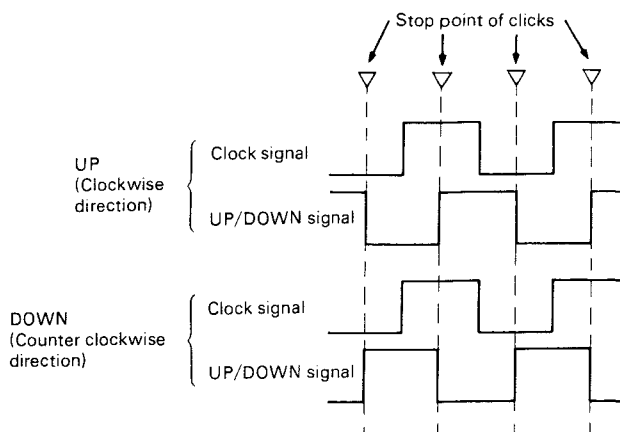 Stop point of clicks
UP
(Clockwise
direction)
Clock signal
UP/DOWN signal
DOWN
(Counter clockwise
direction)
Clock signal
UP/DOWN signal